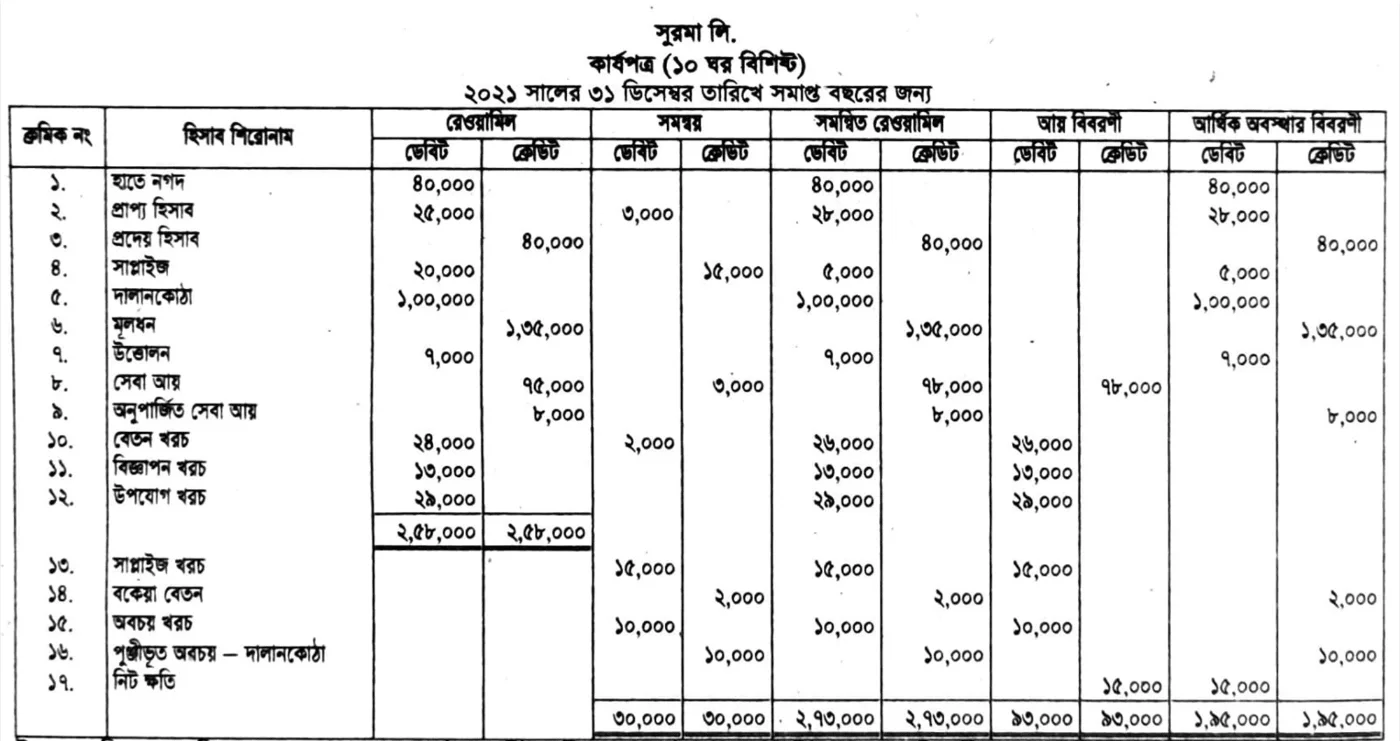 সুরমা লি.
কার্যপত্র (১০ ঘর বিশিষ্ট)
২০২১ সালের ৩১ ডিসেম্বর তারিখে সমাপ্ত বছরের জন্য
ক্রমিক নং হিসাব শিরোনাম রেওয়ামিল সমন্বয় সমন্বিত রেওয়ামিল আয় বিবরণী আর্থিক অবস্থার বিবরণী
ডেবিট ক্রেডিট ডেবিট ক্রেডিট ডেবিট ক্রেডিট ডেবিট ক্রেডিট ডেবিট ক্রেডিট
১. হাতে নগদ ৪০,০০০ ৪০,০০০ ৪০,০০০
২. প্রাপ্য হিসাব ২৫,০০০ ৩,০০০ ২৮,০০০ ২৮,০০০
৩. প্রদেয় হিসাব ৪০,০০০ ৪০,০০০ ৪০,০০০
৪. সাপ্লাইজ ২০,০০০ ১৫,০০০ ৫,০০০ ৫,০০০
৫. দালানকোঠা ১,০০,০০০ ১,০০,০০০ ১,০০,০০০
৬. মূলধন ১,৩৫,০০০ ১,৩৫,০০০ ১,৩৫,০০০
৭. উত্তোলন ৭,০০০ ৭,০০০ ৭,০০০
৮. সেবা আয় ৭৫,০০০ ৩,০০০ ৭৮,০০০ ৭৮,০০০
৯. অনুপার্জিত সেবা আয় ৮,০০০ ৮,০০০ ৮,০০০
১০. বেতন খরচ ২৪,০০০ ২,০০০ ২৬,০০০ ২৬,০০০
১১. বিজ্ঞাপন খরচ ১৩,০০০ ১৩,০০০ ১৩,০০০
১২. উপযোগ খরচ ২৯,০০০ ২৯,০০০ ২৯,০০০
২,৫৮,০০০ ২,৫৮,০০০
১৩. সাপ্লাইজ খরচ ১৫,০০০ ১৫,০০০ ১৫,০০০
১৪. বকেয়া বেতন ২,০০০ ২,০০০ ২,০০০
১৫. অবচয় খরচ ১০,০০০ ১০,০০০ ১০,০০০
১৬. পুঞ্জীভূত অবচয় – দালানকোঠা ১০,০০০ ১০,০০০ ১০,০০০
১৭. নিট ক্ষতি ১৫,০০০ ১৫,০০০
৩০,০০০ ৩০,০০০ ২,৭৩,০০০ ২,৭৩,০০০ ৯৩,০০০ ৯৩,০০০ ১,৯৫,০০০ ১,৯৫,০০০